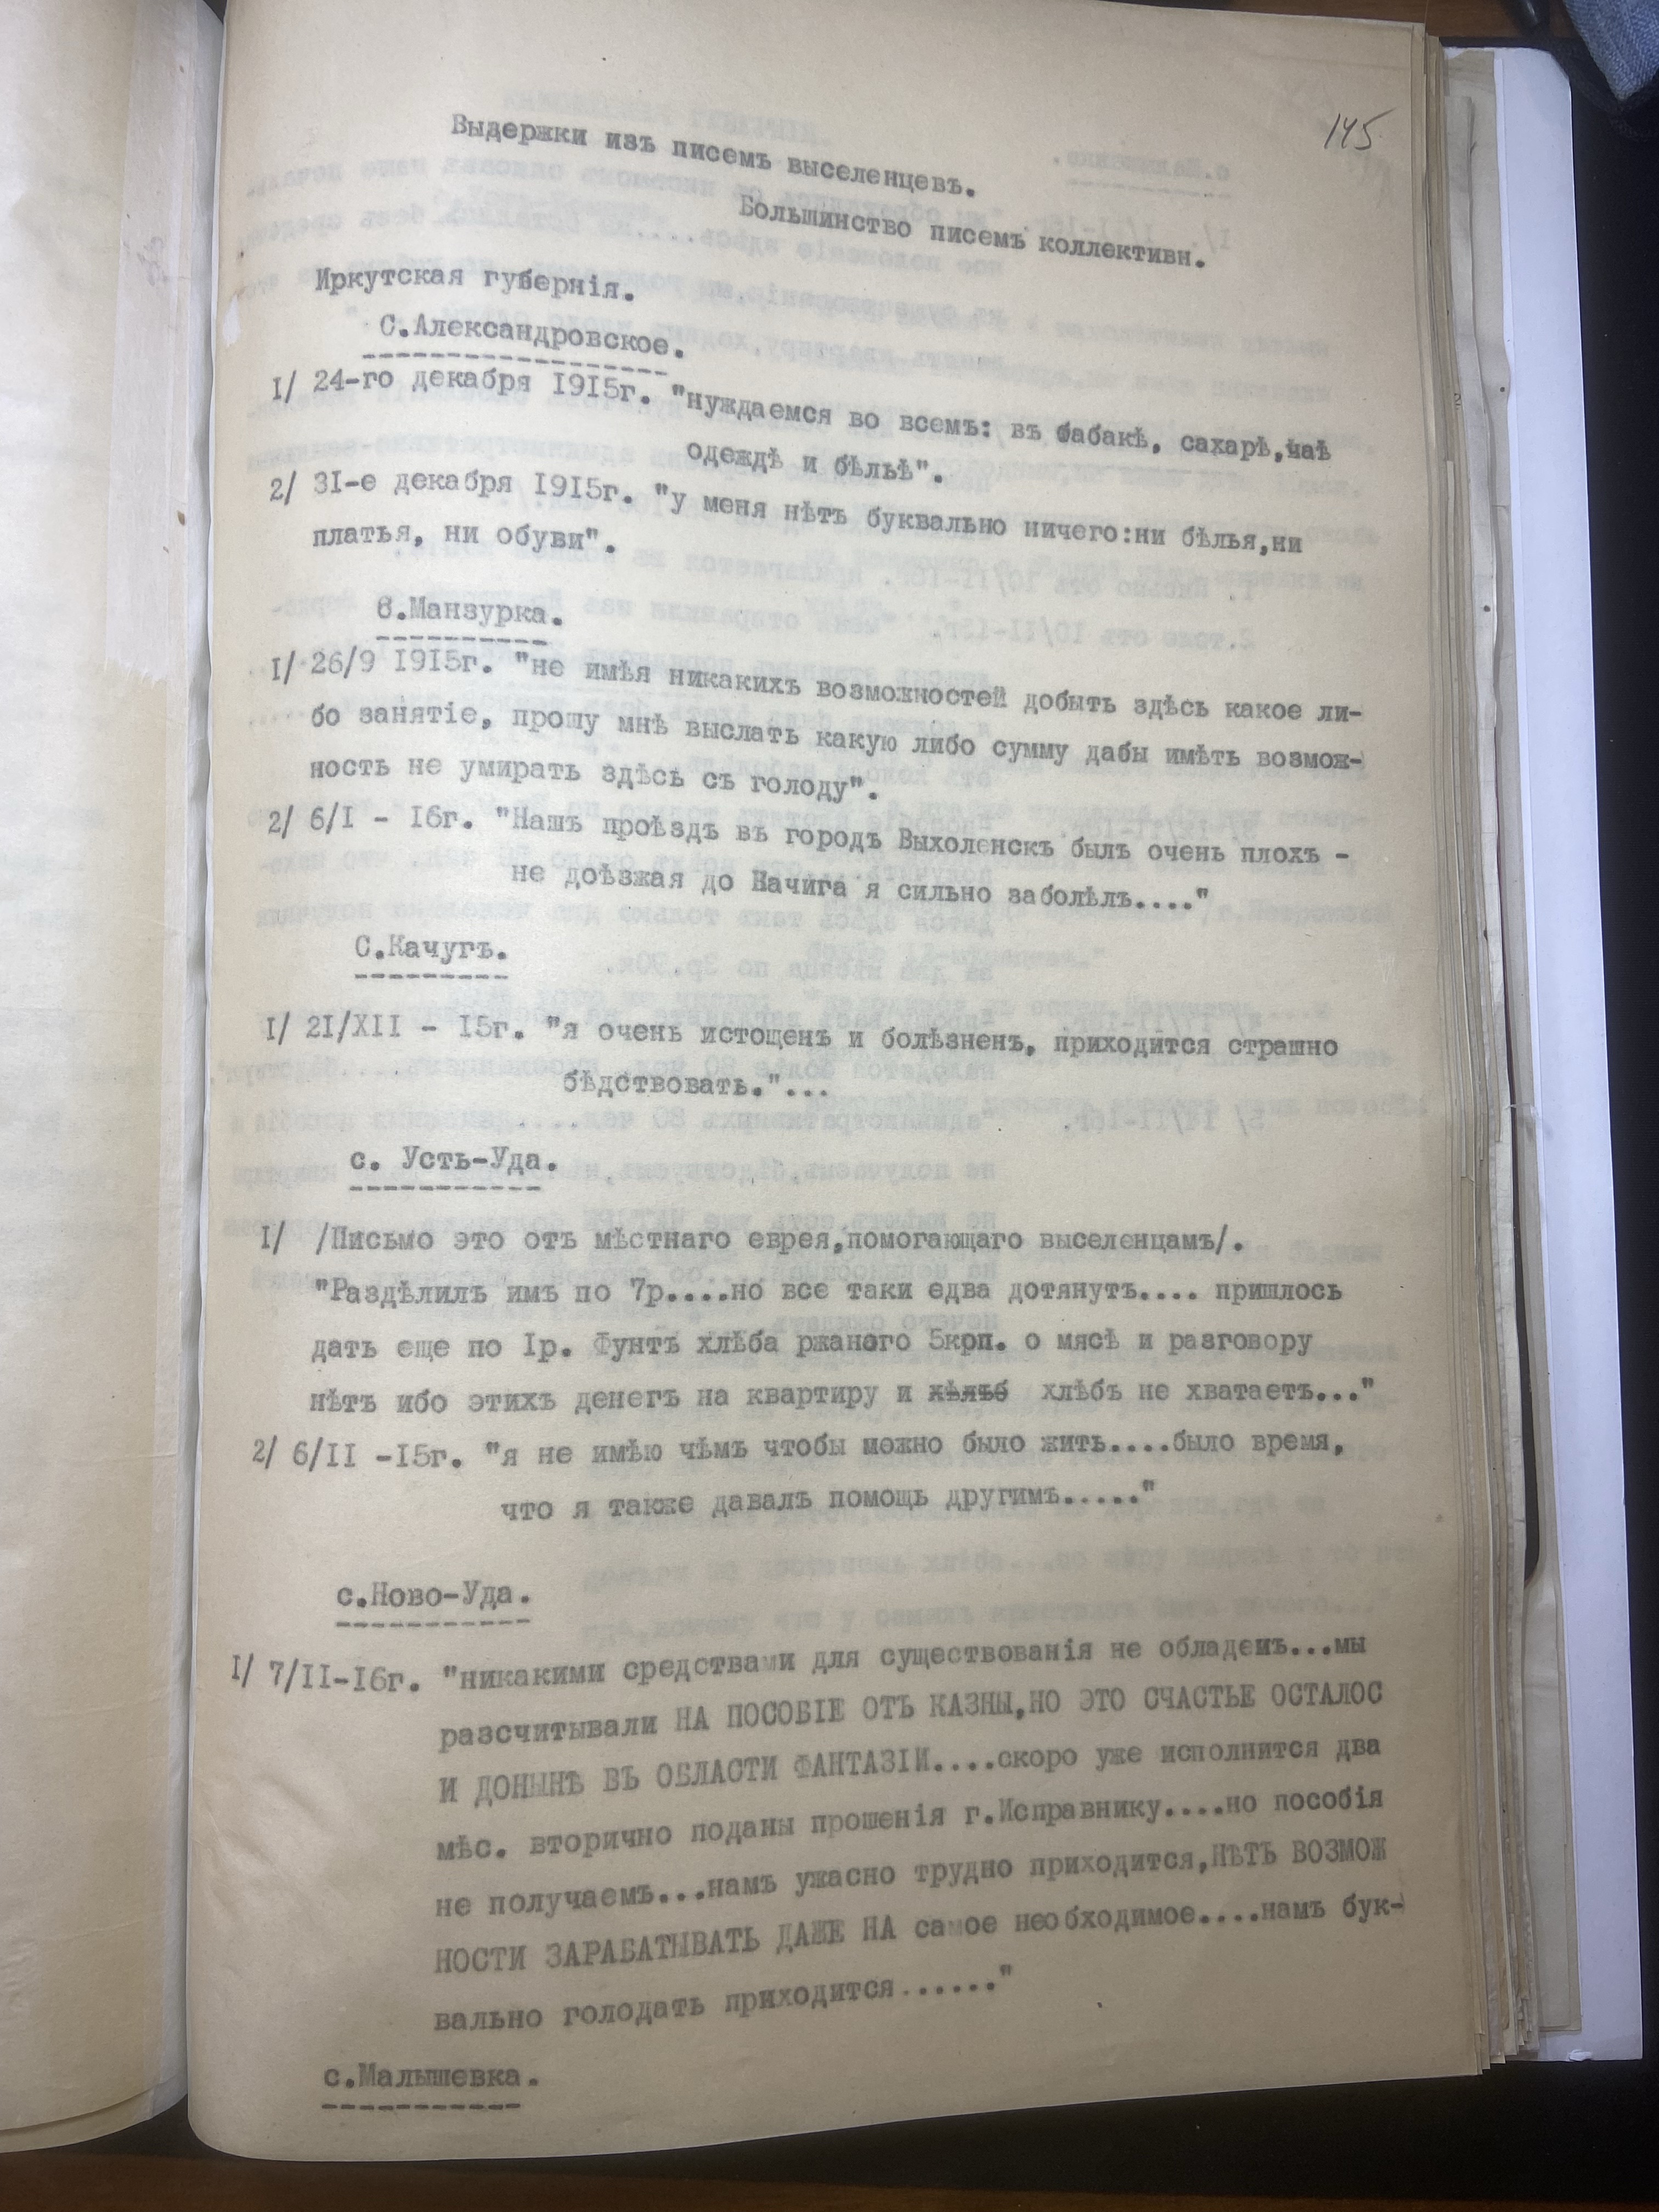 145
Выдержки изъ писемъ выселенцевъ.
Большинство писемъ коллективн.
Иркутская губернія.
С.Александровское.
I/ 24-го декабря 1915г. "нуждаемся во всемъ: въ бабакѣ, сахарѣ,чаѣ
одеждѣ и бѣльѣ".
2/ 3I-е декабря I9I5г. "у меня нѣтъ буквально ничего:ни бѣлья,ни
платья, ни обуви".
с.Манзурка.
I/ 26/9 I9I5г. "не имѣя никакихъ возможностей добыть здѣсь какое ли-
бо занятіе, прошу мнѣ выслать какую либо сумму дабы имѣть возмож-
ность не умирать здѣсь съ голоду".
2/ 6/I - I6г. "Нашъ проѣздъ въ городъ Выхоленскъ былъ очень плохъ -
не доѣзжая до Качига я сильно заболѣлъ...."
С.Качугъ.
I/ 2I/XII - I5г. "я очень истощенъ и болѣзненъ, приходится страшно
бѣдствовать."...
с. Усть-Уда.
I/ /Письмо это отъ мѣстнаго еврея,помогающаго выселенцамъ/.
"Раздѣлилъ имъ по 7р....но все таки едва дотянутъ.... пришлось
дать еще по Iр. Фунтъ хлѣба ржаного 5коп. о мясѣ и разговору
нѣтъ ибо этихъ денегъ на квартиру и хѣлъб хлѣбъ не хватаетъ..."
2/ 6/II -I5г. "я не имѣю чѣмъ чтобы можно было жить....было время,
что я также давалъ помощь другимъ....."
с.Ново-Уда.
I/ 7/II-I6г. "никакими средствами для существованія не обладемъ...мы
разсчитывали НА ПОСОБІЕ ОТЪ КАЗНЫ,НО ЭТО СЧАСТЬЕ ОСТАЛОС
И ДОНЫНѢ ВЪ ОБЛАСТИ ФАНТАЗІИ....скоро уже исполнится два
мѣс. вторично поданы прошенія г.Исправнику....но пособія
не получаемъ...намъ ужасно трудно приходится,НѢТЬ ВОЗМОЖ
НОСТИ ЗАРАБАТЫВАТЬ ДАЖЕ НА самое необходимое....намъ бук-
вально голодать приходится......"
с.Малышевка.